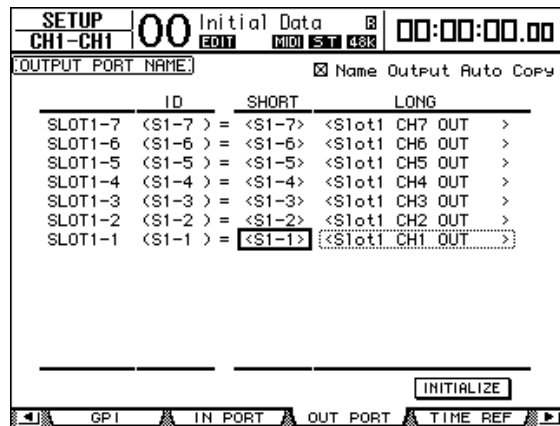 SETUP
CH1-CH1
00
Initial Data
EDIT
MIDI
ST
48K
00:00:00.00
OUTPUT PORT NAME
Name Output Auto Copy
ID SHORT LONG
SLOT1-7 (S1-7 ) = <S1-7> <Slot1 CH7 OUT >
SLOT1-6 (S1-6 ) = <S1-6> <Slot1 CH6 OUT >
SLOT1-5 (S1-5 ) = <S1-5> <Slot1 CH5 OUT >
SLOT1-4 (S1-4 ) = <S1-4> <Slot1 CH4 OUT >
SLOT1-3 (S1-3 ) = <S1-3> <Slot1 CH3 OUT >
SLOT1-2 (S1-2 ) = <S1-2> <Slot1 CH2 OUT >
SLOT1-1 (S1-1 ) = <S1-1> <Slot1 CH1 OUT >
INITIALIZE
GPI
IN PORT
OUT PORT
TIME REF